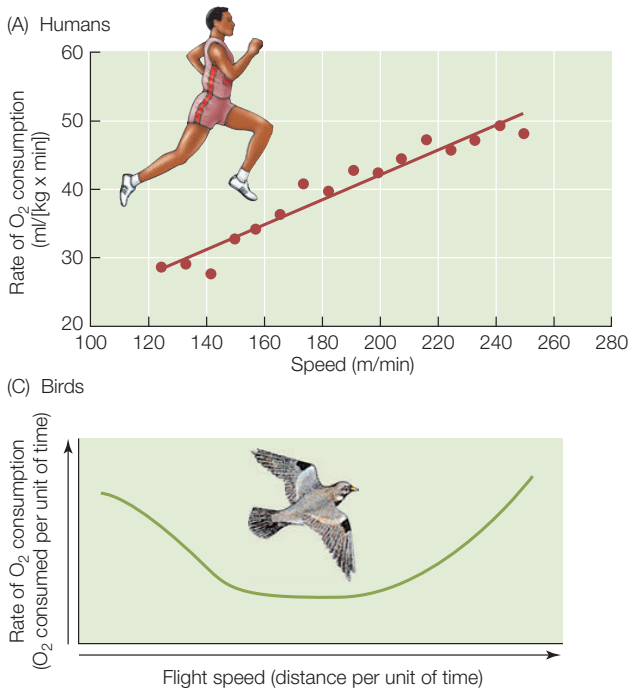 (A) Humans
Rate of O2 consumption
(ml/[kg x min])
60
50
40
30
20
100 120 140 160 180 200 220 240 260 280
Speed (m/min)
(C) Birds
Rate of O2 consumption
(O2 consumed per unit of time)
Flight speed (distance per unit of time)